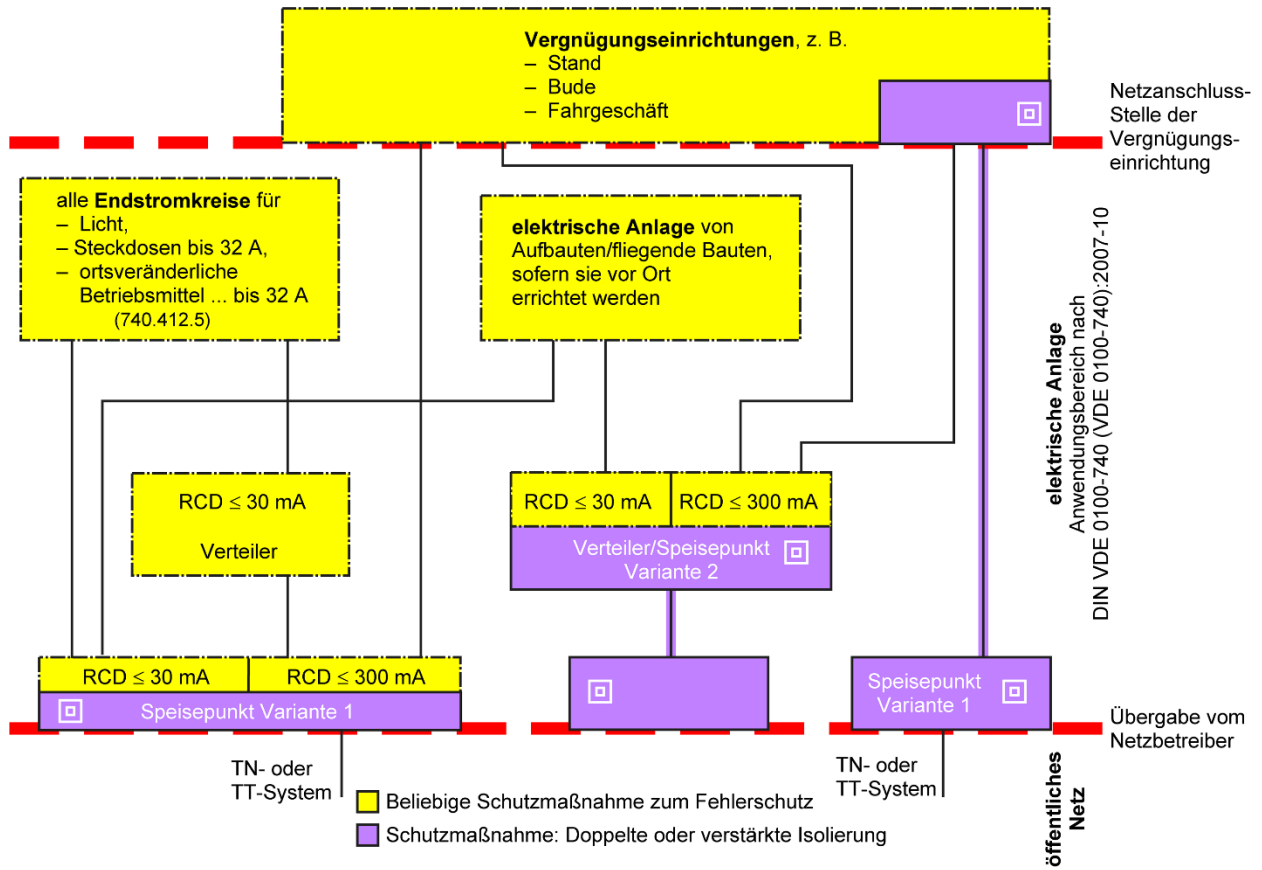 Vergnügungseinrichtungen, z. B.
– Stand
– Bude
– Fahrgeschäft
Netzanschluss-
Stelle der
Vergnügungs-
einrichtung
alle Endstromkreise für
– Licht,
– Steckdosen bis 32 A,
– ortsveränderliche
Betriebsmittel ... bis 32 A
(740.412.5)
elektrische Anlage von
Aufbauten/fliegende Bauten,
sofern sie vor Ort
errichtet werden
elektrische Anlage
Anwendungsbereich nach
DIN VDE 0100-740 (VDE 0100-740):2007-10
RCD ≤ 30 mA
Verteiler
RCD ≤ 30 mA
RCD ≤ 300 mA
Verteiler/Speisepunkt
Variante 2
RCD ≤ 30 mA
RCD ≤ 300 mA
Speisepunkt Variante 1
Speisepunkt
Variante 1
Übergabe vom
Netzbetreiber
TN- oder
TT-System
TN- oder
TT-System
öffentliches
Netz
Beliebige Schutzmaßnahme zum Fehlerschutz
Schutzmaßnahme: Doppelte oder verstärkte Isolierung